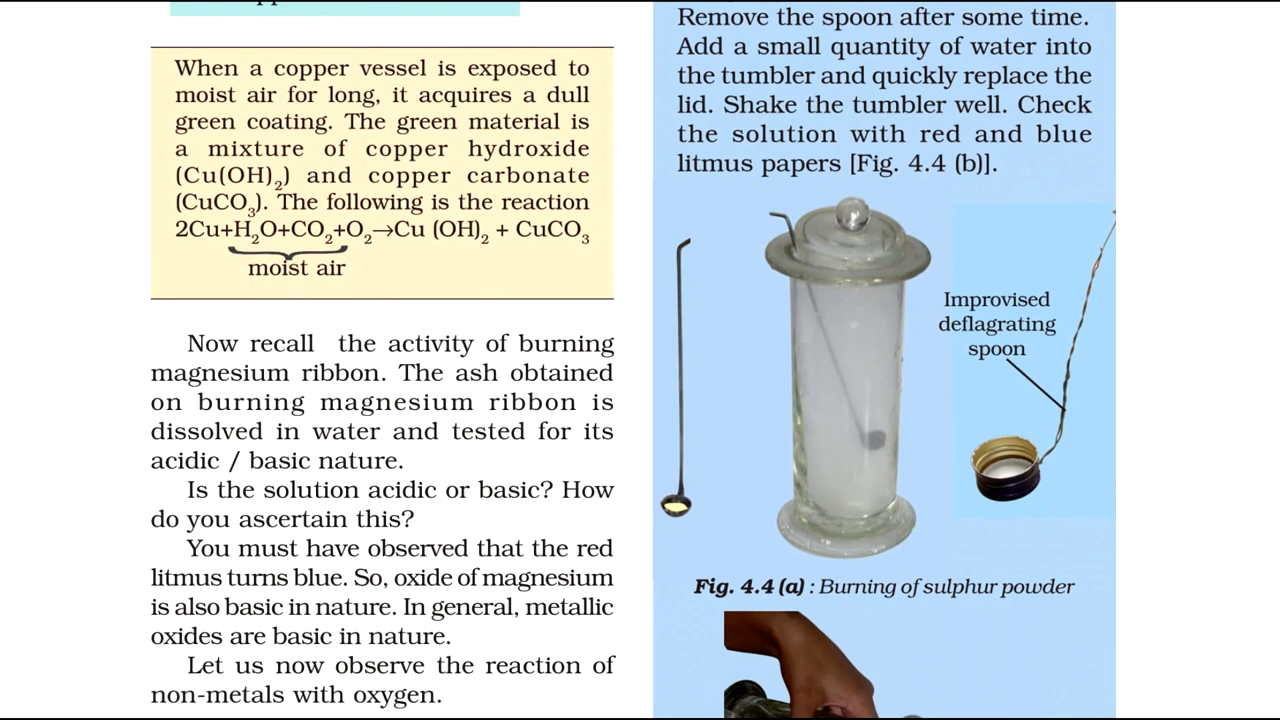 When a copper vessel is exposed to
moist air for long, it acquires a dull
green coating. The green material is
a mixture of copper hydroxide
(Cu(OH)₂) and copper carbonate
(CuCO₃). The following is the reaction
2Cu+H₂O+CO₂+O₂→Cu (OH)₂ + CuCO₃
moist air
Now recall the activity of burning
magnesium ribbon. The ash obtained
on burning magnesium ribbon is
dissolved in water and tested for its
acidic / basic nature.
Is the solution acidic or basic? How
do you ascertain this?
You must have observed that the red
litmus turns blue. So, oxide of magnesium
is also basic in nature. In general, metallic
oxides are basic in nature.
Let us now observe the reaction of
non-metals with oxygen.
Remove the spoon after some time.
Add a small quantity of water into
the tumbler and quickly replace the
lid. Shake the tumbler well. Check
the solution with red and blue
litmus papers [Fig. 4.4 (b)].
Improvised
deflagrating
spoon
Fig. 4.4 (a) : Burning of sulphur powder